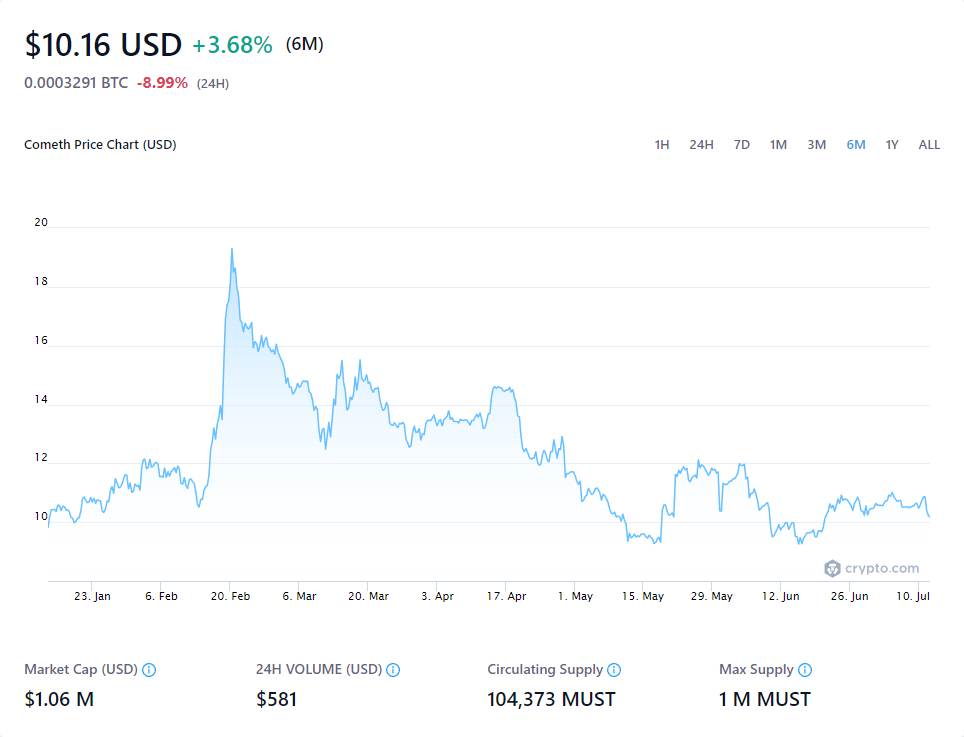 $10.16 USD +3.68% (6M)
0.0003291 BTC -8.99% (24H)
Cometh Price Chart (USD) 1H 24H 7D 1M 3M 6M 1Y ALL
20
18
16
14
12
10
crypto.com
23. Jan 6. Feb 20. Feb 6. Mar 20. Mar 3. Apr 17. Apr 1. May 15. May 29. May 12. Jun 26. Jun 10. Jul
Market Cap (USD) 24H VOLUME (USD) Circulating Supply Max Supply
$1.06 M $581 104,373 MUST 1 M MUST